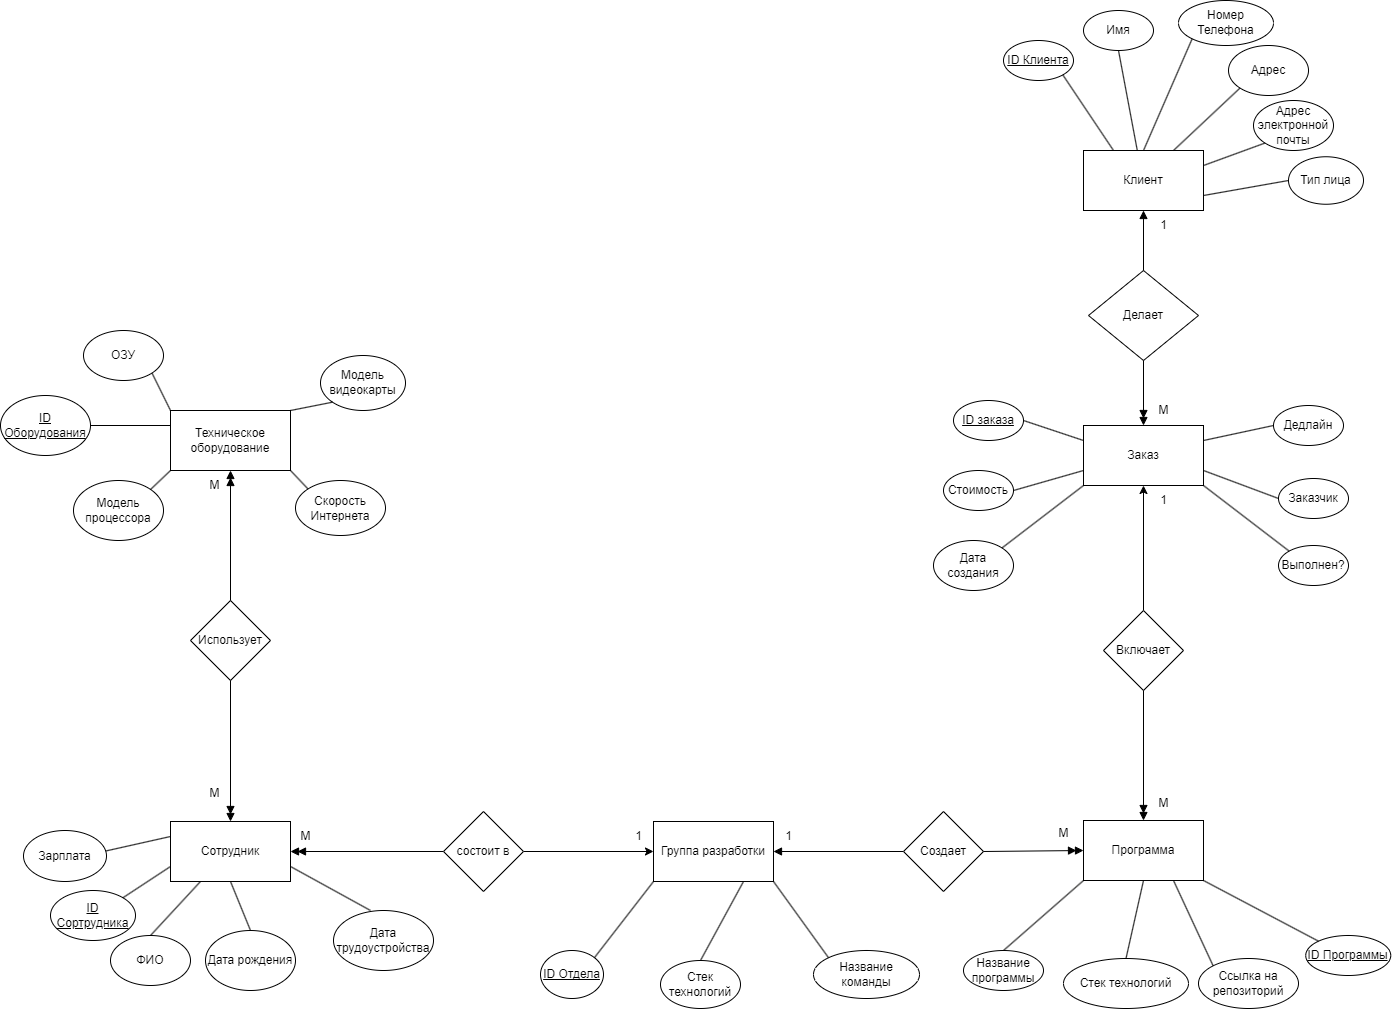 Номер
Телефона
Имя
ID Клиента
Адрес
Адрес
электронной
почты
Клиент
Тип лица
1
Делает
ОЗУ
Модель
видеокарты
ID
Оборудования
Техническое
оборудование
M
Модель
процессора
Скорость
Интернета
M
ID заказа
Дедлайн
Заказ
Стоимость
Заказчик
1
Дата
создания
Выполнен?
Использует
Включает
M
M
M
1
1
M
Зарплата
Сотрудник
состоит в
Группа разработки
Создает
Программа
ID
Сортрудника
ФИО
Дата рождения
Дата
трудоустройства
ID Отдела
Стек
технологий
Название
команды
Название
программы
Стек технологий
Ссылка на
репозиторий
ID Программы